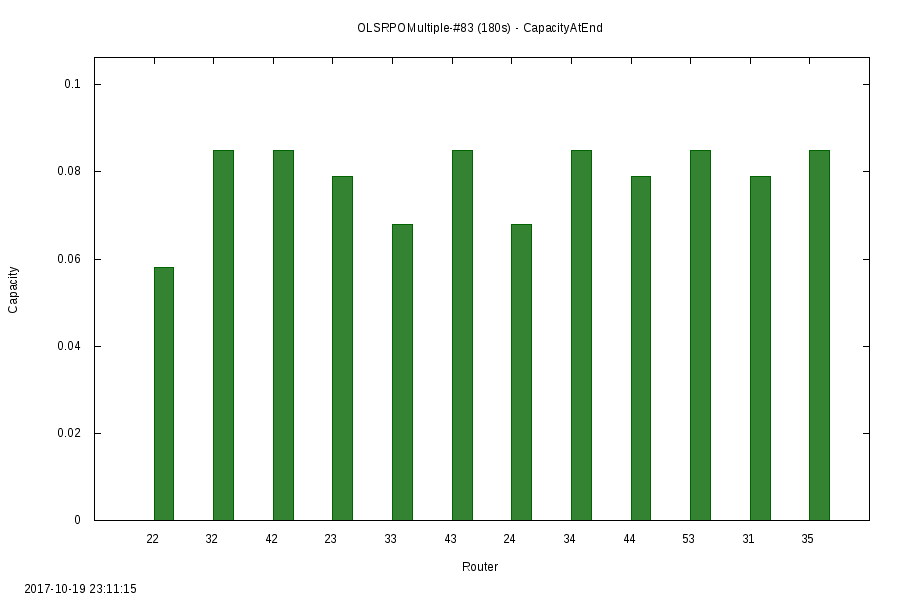 OLSRPOMultiple-#83 (180s) - CapacityAtEnd
0.1
0.08
0.06
0.04
0.02
0
Capacity
22 32 42 23 33 43 24 34 44 53 31 35
Router
2017-10-19 23:11:15